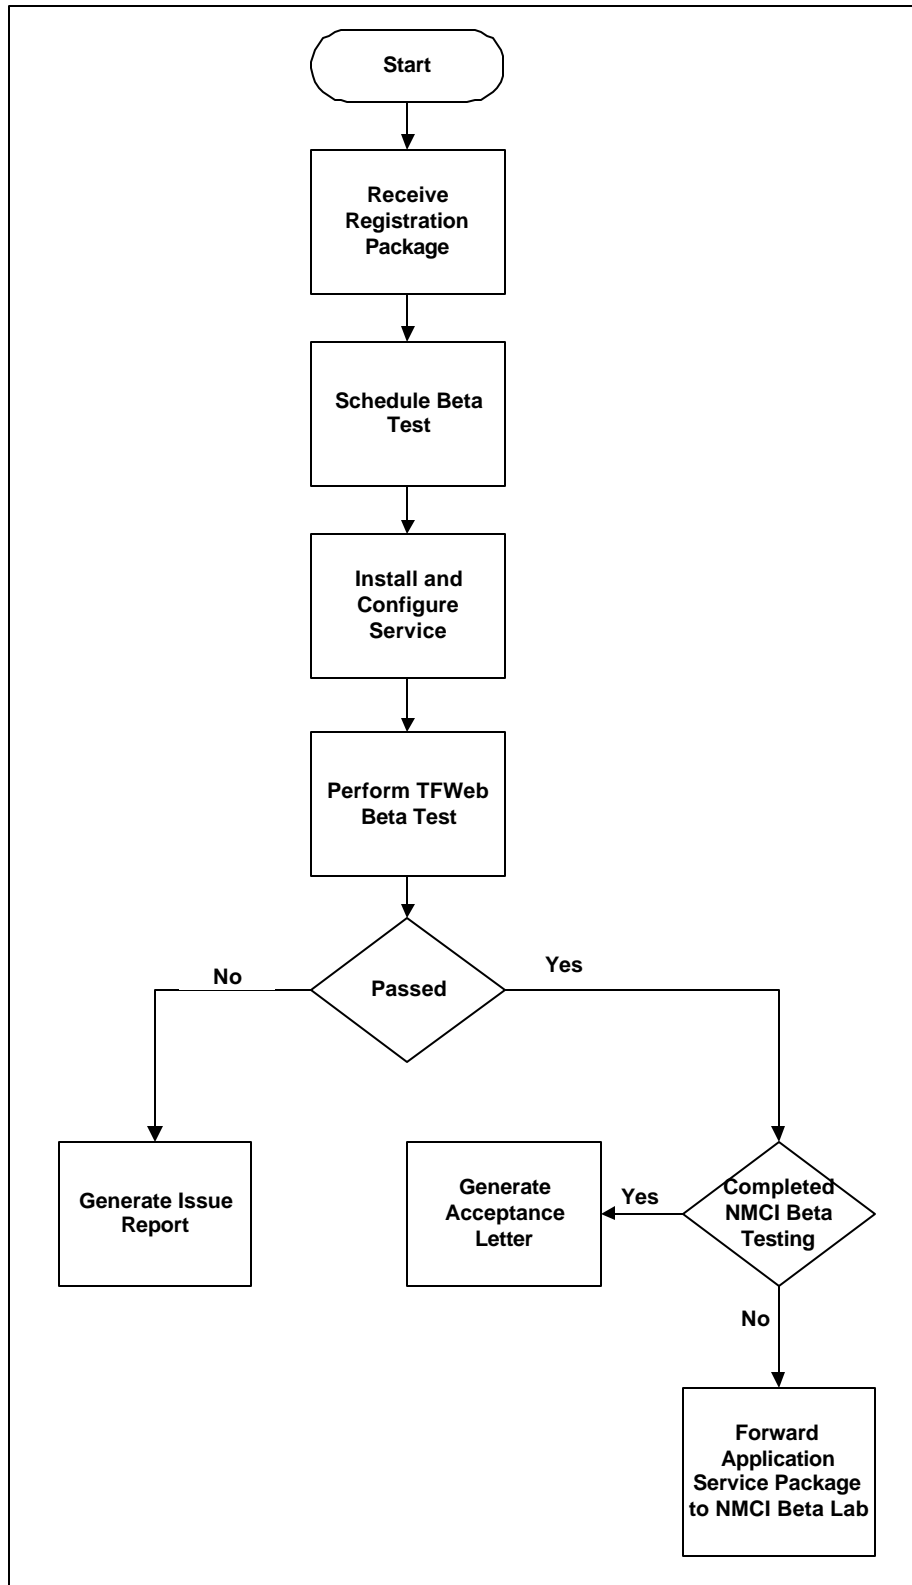 Start
Receive
Registration
Package
Schedule Beta
Test
Install and
Configure
Service
Perform TFWeb
Beta Test
Passed
No
Yes
Generate Issue
Report
Generate
Acceptance
Letter
Yes
Completed
NMCI Beta
Testing
No
Forward
Application
Service Package
to NMCI Beta Lab